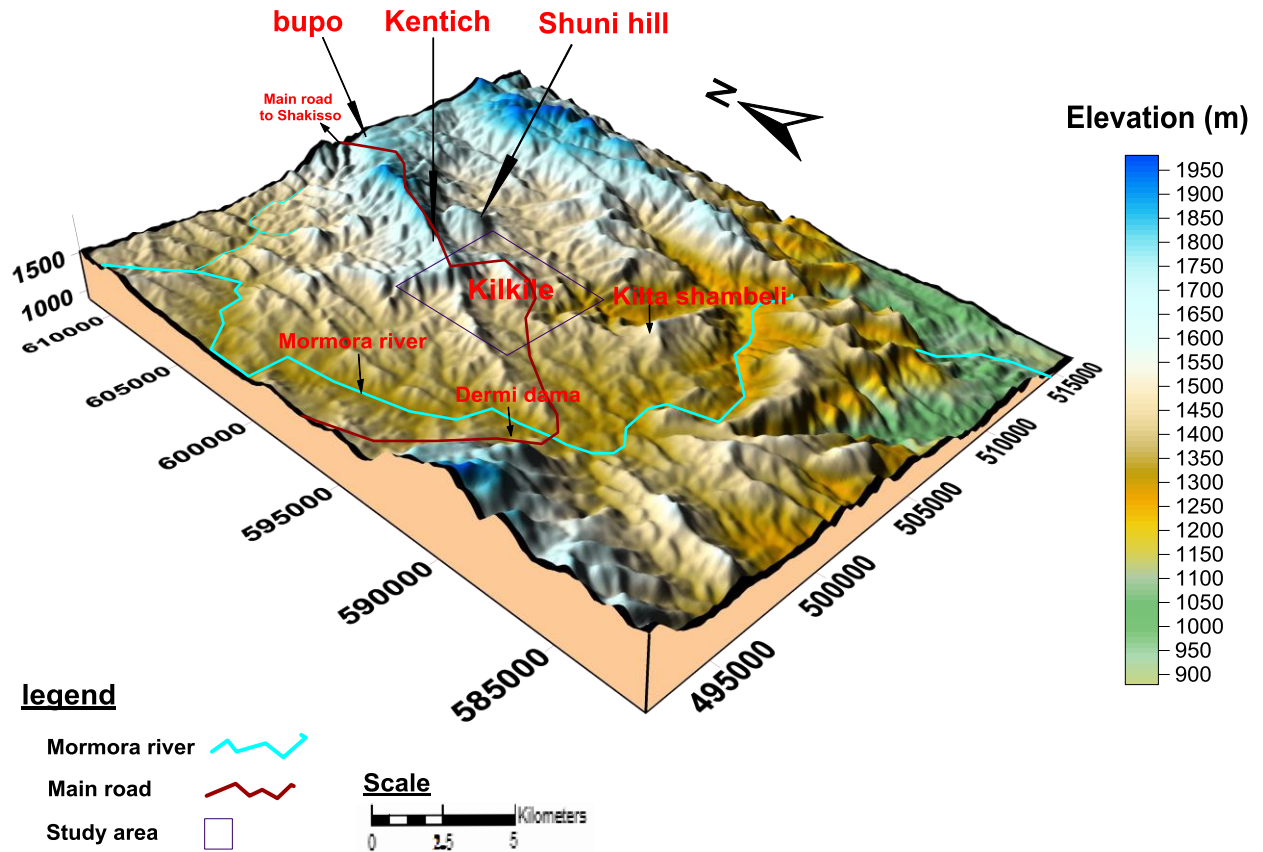 bupo
Kentich
Shuni hill
Main road
to Shakisso
N
Elevation (m)
1950
1900
1850
1800
1750
1700
1650
1600
1550
1500
1450
1400
1350
1300
1250
1200
1150
1100
1050
1000
950
900
1500
1000
Kilkile
Kilta shambeli
Mormora river
Dermi dama
610000
605000
600000
595000
590000
585000
515000
510000
505000
500000
495000
legend
Mormora river
Main road
Study area
Scale
Kilometers
0 2.5 5